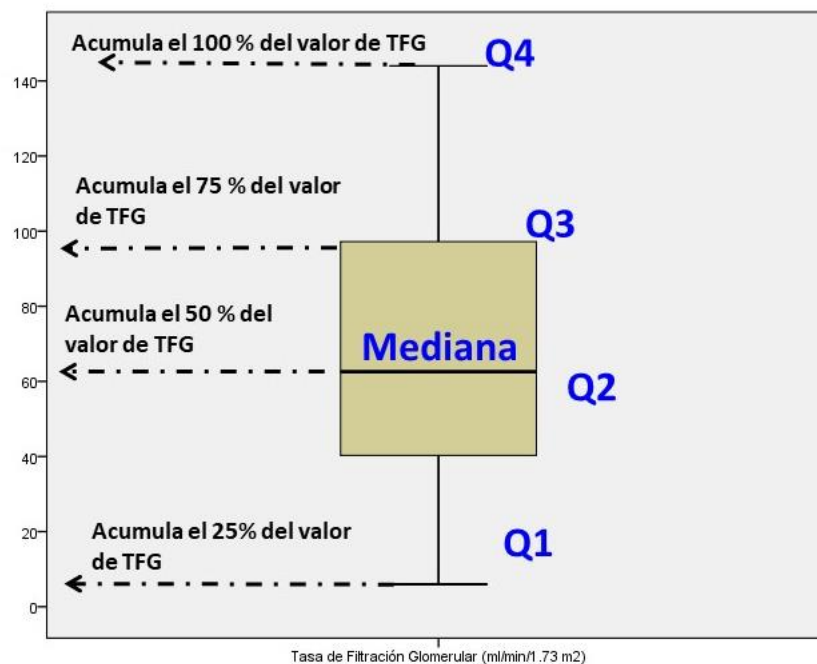 Acumula el 100 % del valor de TFG
Q4
140
120
Acumula el 75 % del valor
de TFG
Q3
100
80
Acumula el 50 % del
valor de TFG
Mediana
60
Q2
40
20
Acumula el 25% del valor
de TFG
Q1
0
Tasa de Filtración Glomerular (ml/min/1.73 m2)